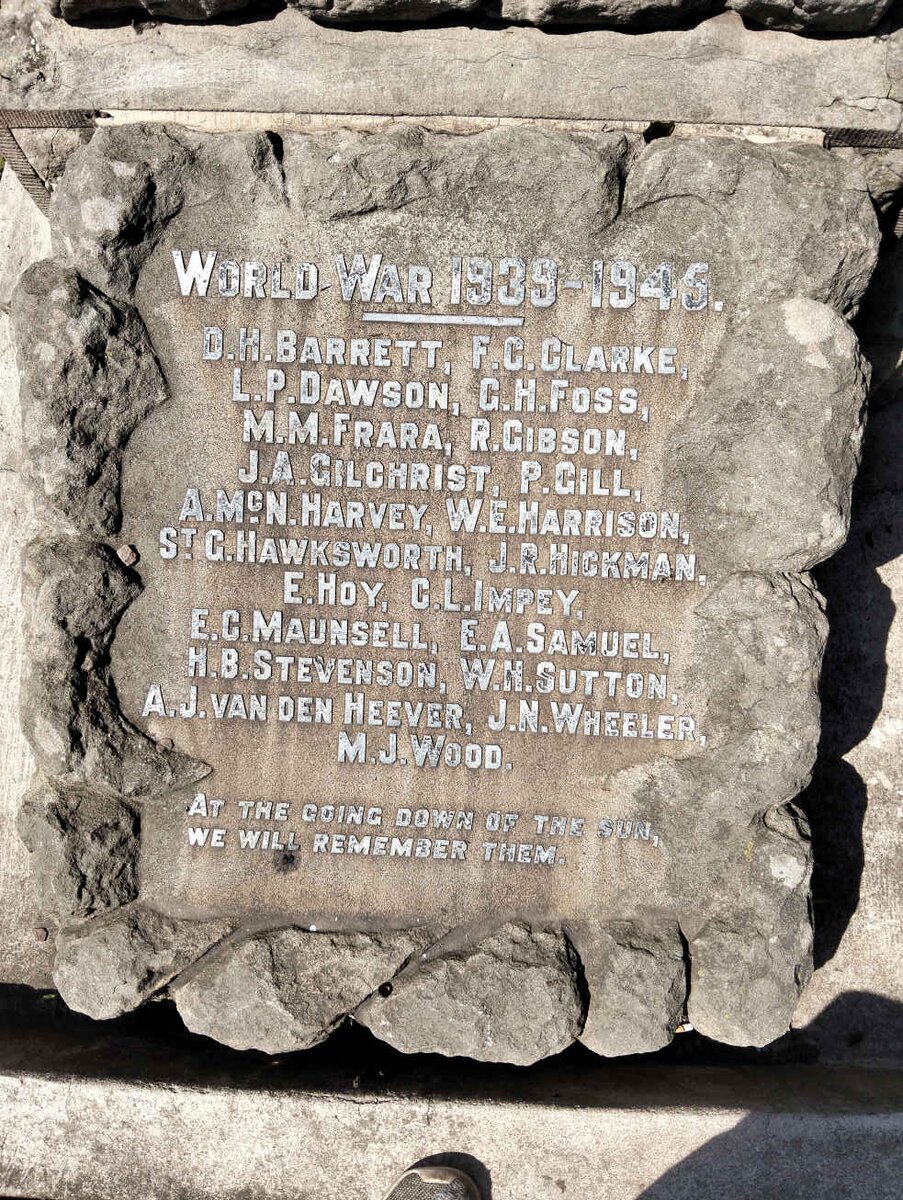 WORLD WAR 1939-1945.
D.H.BARRETT, F.C.CLARKE,
L.P.DAWSON, G.H.FOSS,
M.M.FRARA, R.GIBSON,
J.A.GILCHRIST, P.GILL,
A.McN.HARVEY, W.E.HARRISON,
ST G.HAWKSWORTH, J.R.HICKMAN,
E.HOY, C.L.IMPEY,
E.C.MAUNSELL, E.A.SAMUEL,
H.B.STEVENSON, W.H.SUTTON,
A.J.VAN DEN HEEVER, J.N.WHEELER,
M.J.WOOD.
AT THE GOING DOWN OF THE SUN,
WE WILL REMEMBER THEM.